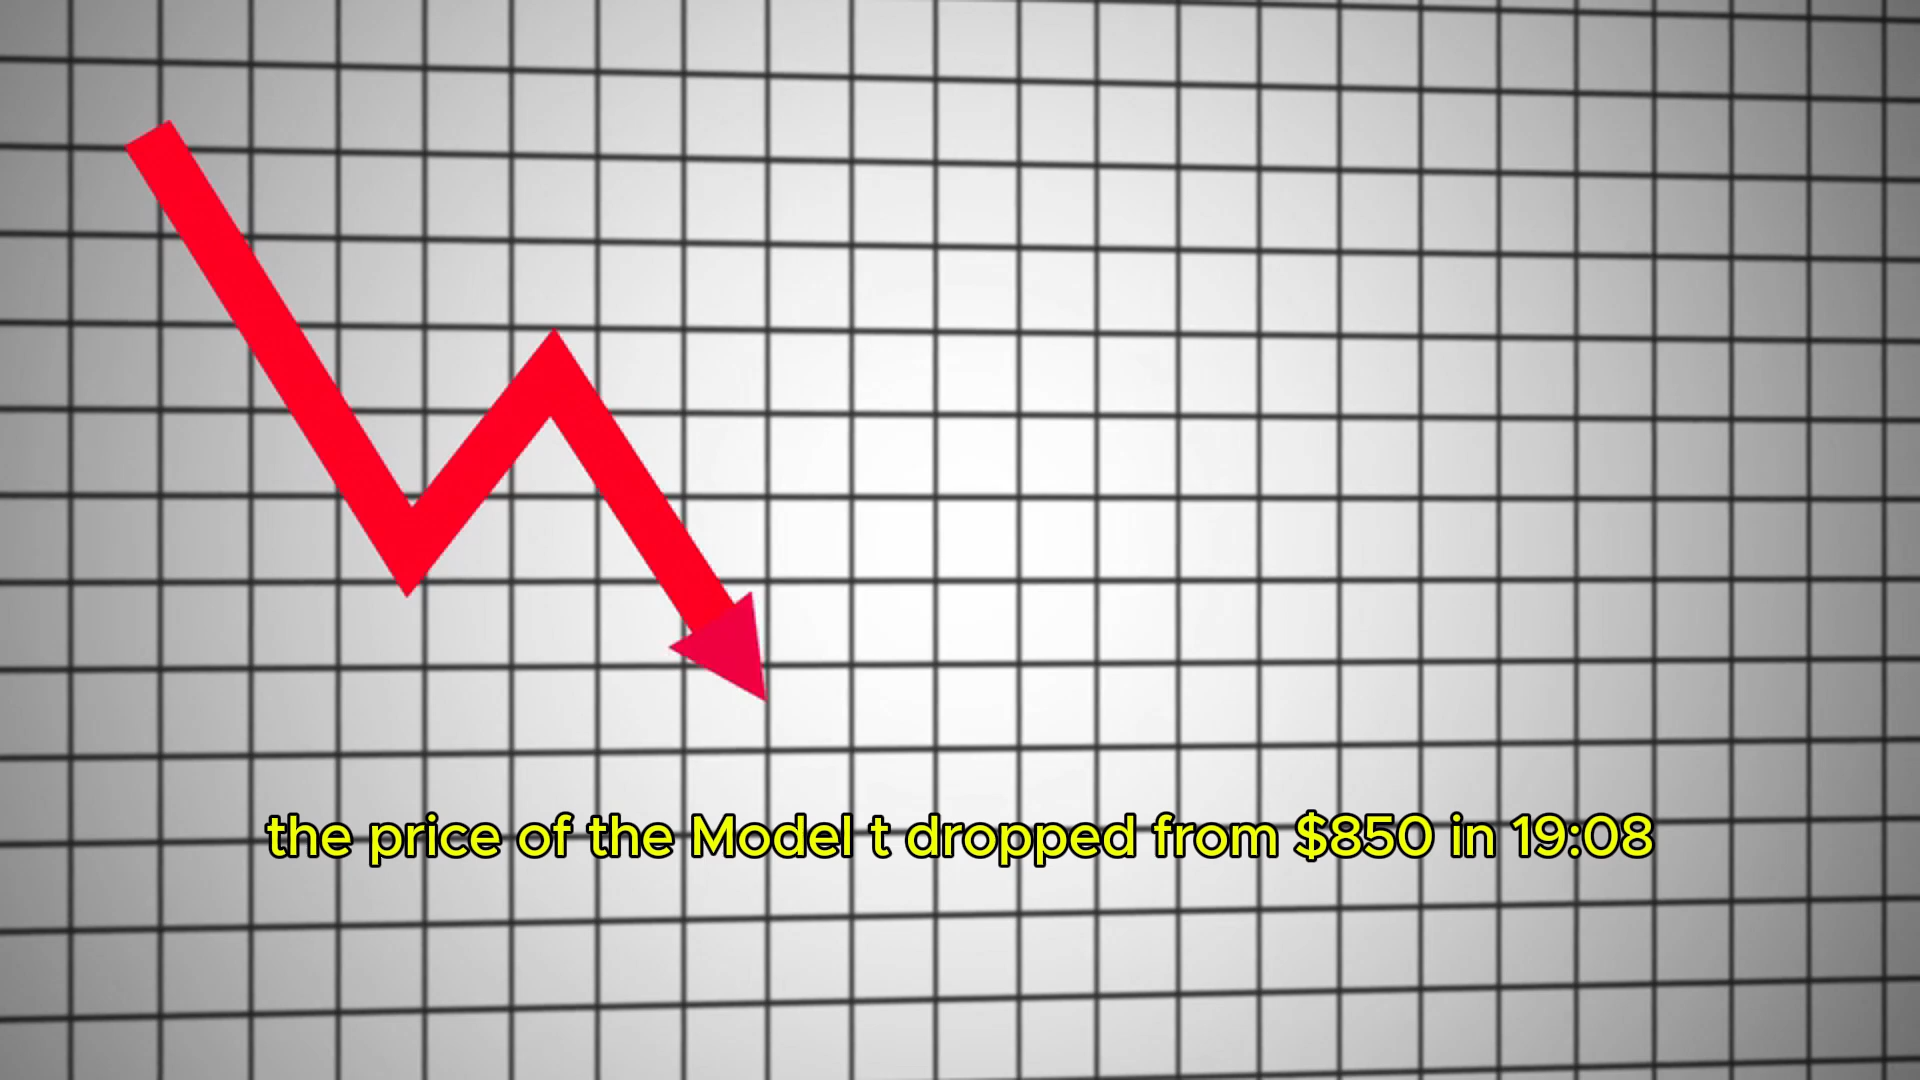 the price of the Model t dropped from $850 in 19:08